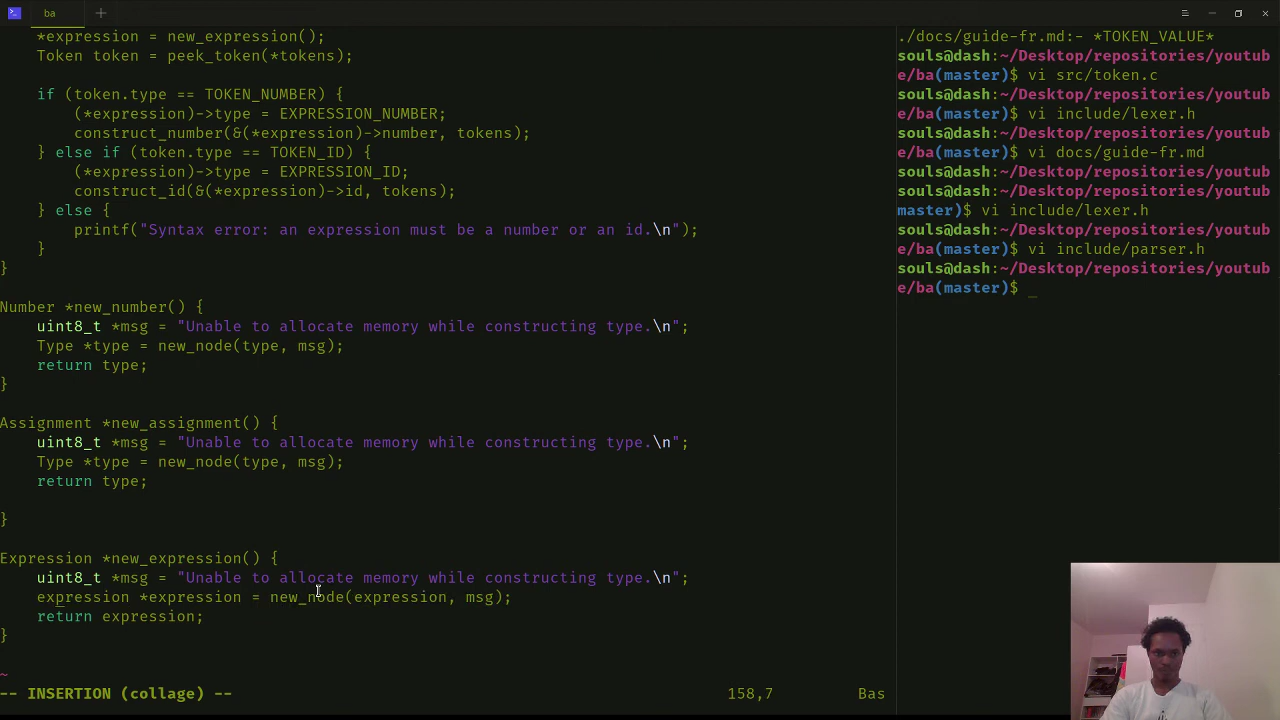 ba
*expression = new_expression();
Token token = peek_token(*tokens);
if (token.type == TOKEN_NUMBER) {
(*expression)->type = EXPRESSION_NUMBER;
construct_number(&(*expression)->number, tokens);
} else if (token.type == TOKEN_ID) {
(*expression)->type = EXPRESSION_ID;
construct_id(&(*expression)->id, tokens);
} else {
printf("Syntax error: an expression must be a number or an id.\n");
}
}
Number *new_number() {
uint8_t *msg = "Unable to allocate memory while constructing type.\n";
Type *type = new_node(type, msg);
return type;
}
Assignment *new_assignment() {
uint8_t *msg = "Unable to allocate memory while constructing type.\n";
Type *type = new_node(type, msg);
return type;
}
Expression *new_expression() {
uint8_t *msg = "Unable to allocate memory while constructing type.\n";
expression *expression = new_node(expression, msg);
return expression;
}
~
-- INSERTION (collage) -- 158,7 Bas
./docs/guide-fr.md:- *TOKEN_VALUE*
souls@dash:~/Desktop/repositories/youtub
e/ba(master)$ vi src/token.c
souls@dash:~/Desktop/repositories/youtub
e/ba(master)$ vi include/lexer.h
souls@dash:~/Desktop/repositories/youtub
e/ba(master)$ vi docs/guide-fr.md
souls@dash:~/Desktop/repositories/youtub
souls@dash:~/Desktop/repositories/youtub
master)$ vi include/lexer.h
souls@dash:~/Desktop/repositories/youtub
e/ba(master)$ vi include/parser.h
souls@dash:~/Desktop/repositories/youtub
e/ba(master)$